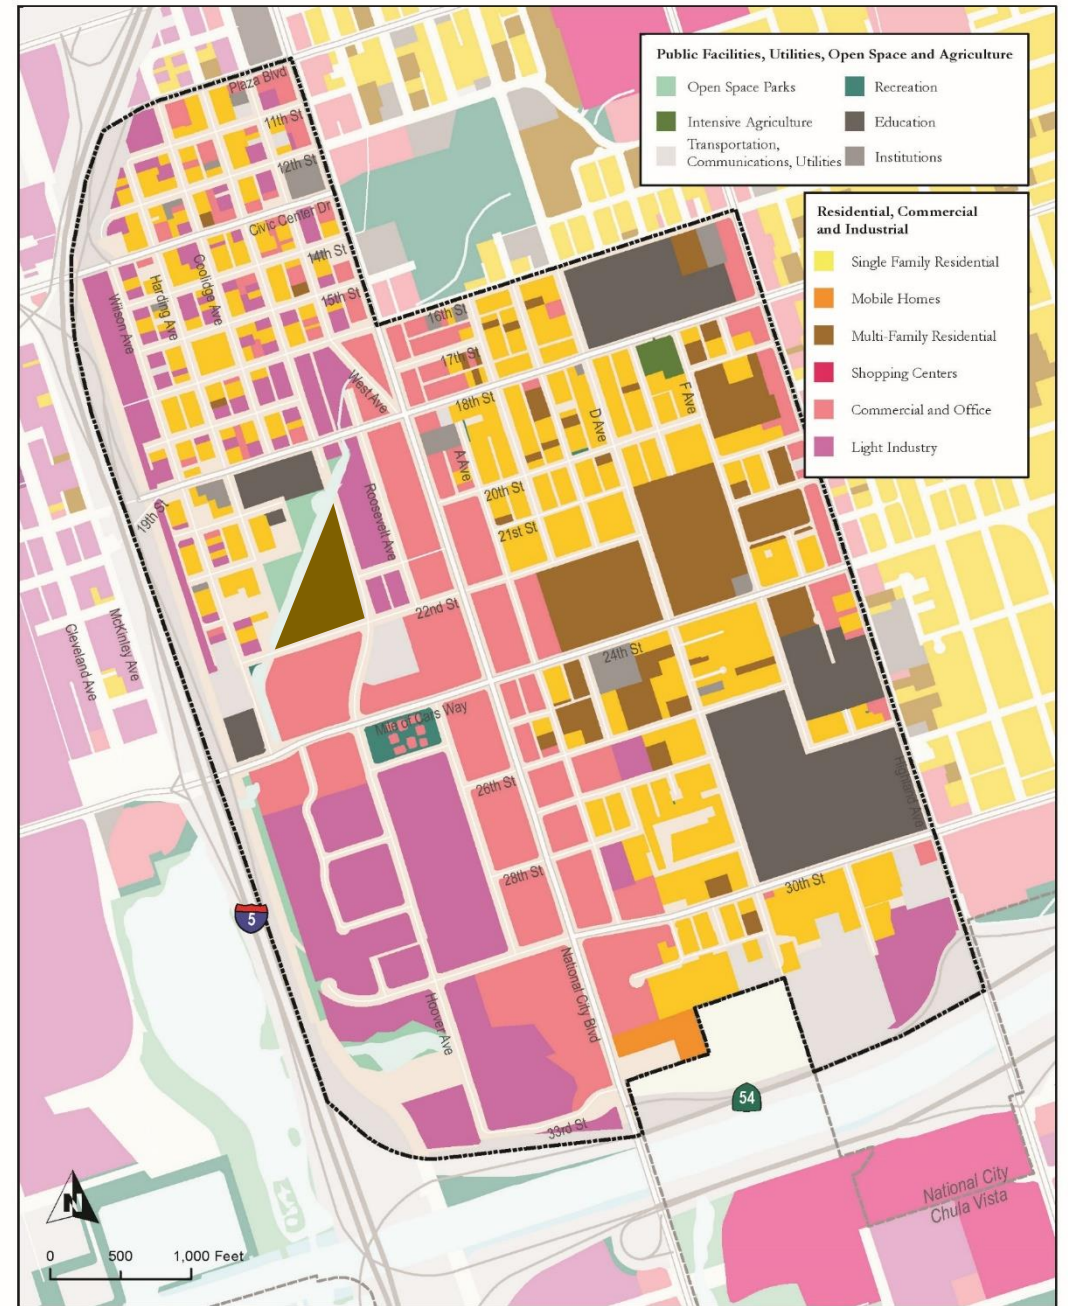 Public Facilities, Utilities, Open Space and Agriculture
Open Space Parks
Recreation
Intensive Agriculture
Education
Transportation,
Communications, Utilities
Institutions
Residential, Commercial
and Industrial
Single Family Residential
Mobile Homes
Multi-Family Residential
Shopping Centers
Commercial and Office
Light Industry
Plaza Blvd
11th St
12th St
Civic Center Dr
14th St
15th St
Coolidge Ave
Harding Ave
Wilson Ave
16th St
17th St
West Ave
18th St
F Ave
D Ave
A Ave
20th St
19th St
Roosevelt Ave
21st St
22nd St
McKinley Ave
Cleveland Ave
24th St
Mile of Cars Way
Highland Ave
26th St
28th St
30th St
5
National City Blvd
Hoover Ave
54
33rd St
National City
Chula Vista
N
0 500 1,000 Feet